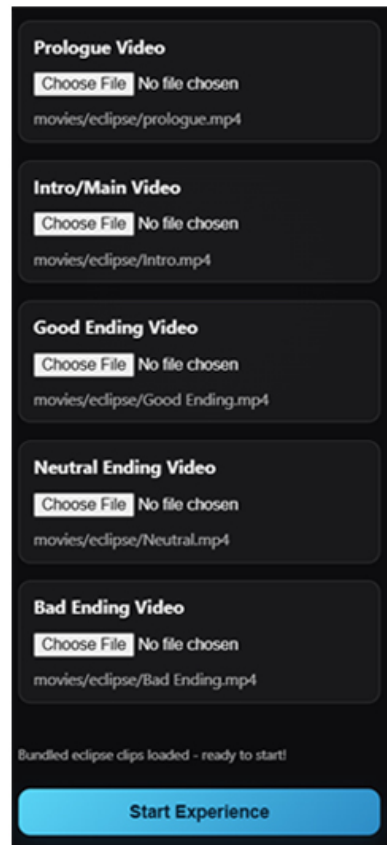 Prologue Video
Choose File No file chosen
movies/eclipse/prologue.mp4
Intro/Main Video
Choose File No file chosen
movies/eclipse/Intro.mp4
Good Ending Video
Choose File No file chosen
movies/eclipse/Good Ending.mp4
Neutral Ending Video
Choose File No file chosen
movies/eclipse/Neutral.mp4
Bad Ending Video
Choose File No file chosen
movies/eclipse/Bad Ending.mp4
Bundled eclipse clips loaded - ready to start!
Start Experience